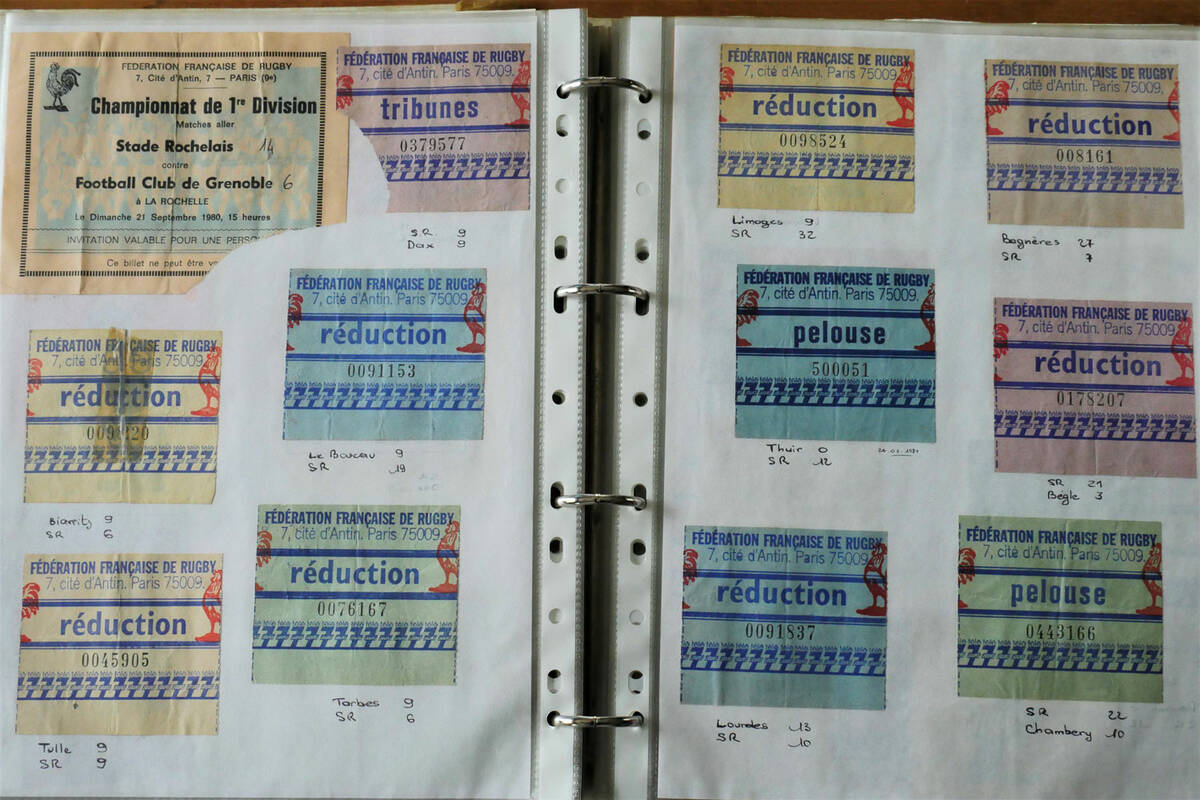 FEDERATION FRANÇAISE DE RUGBY
7, Cité d'Antin, 7 — PARIS (9e)
Championnat de 1re Division
Matches aller
Stade Rochelais 14
contre
Football Club de Grenoble 6
à LA ROCHELLE
Le Dimanche 21 Septembre 1980, 15 heures
INVITATION VALABLE POUR UNE
Ce billet ne peut être
FÉDÉRATION FRANÇAISE DE RUGBY
7, cité d'Antin. Paris 75009.
tribunes
0379577
S.R. 9
Dax 9
FÉDÉRATION FRANÇAISE DE RUGBY
7, cité d'Antin. Paris 75009.
réduction
Biarritz 9
SR 6
FÉDÉRATION FRANÇAISE DE RUGBY
7, cité d'Antin. Paris 75009.
réduction
0091153
Le Boucau 9
SR 19
FÉDÉRATION FRANÇAISE DE RUGBY
7, cité d'Antin. Paris 75009.
réduction
0045905
Tulle 9
SR 9
FÉDÉRATION FRANÇAISE DE RUGBY
7, cité d'Antin. Paris 75009.
réduction
0076167
Tarbes 9
SR 6
FÉDÉRATION FRANÇAISE DE RUGBY
7, cité d'Antin. Paris 75009.
réduction
0098524
Limoges 9
SR 32
FÉDÉRATION FRANÇAISE DE RUGBY
7, cité d'Antin. Paris 75009.
réduction
008161
Bagnères 27
SR 7
FÉDÉRATION FRANÇAISE DE RUGBY
7, cité d'Antin. Paris 75009.
pelouse
500051
Thuir 0
SR 12
FÉDÉRATION FRANÇAISE DE RUGBY
7, cité d'Antin. Paris 75009.
réduction
0178207
SR 21
Bègle 3
FÉDÉRATION FRANÇAISE DE RUGBY
7, cité d'Antin. Paris 75009.
réduction
0091837
Lourdes 13
SR 10
FÉDÉRATION FRANÇAISE DE RUGBY
7, cité d'Antin. Paris 75009.
pelouse
0443166
SR 22
Chambery 10